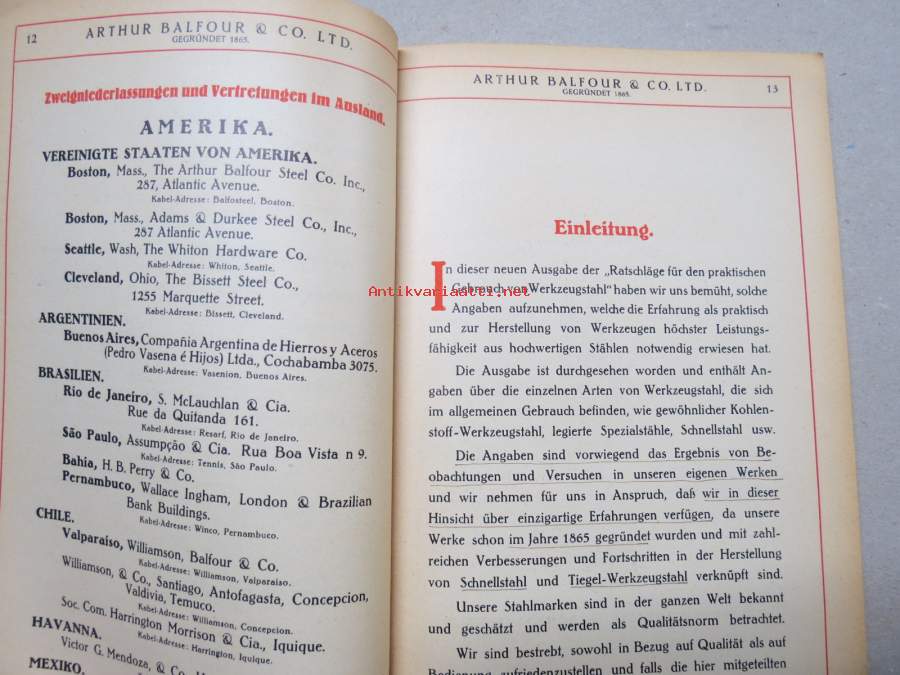 12
ARTHUR BALFOUR & CO. LTD.
GEGRÜNDET 1865.
Zweigniederlassungen und Vertretungen im Ausland.
AMERIKA.
VEREINIGTE STAATEN VON AMERIKA.
Boston, Mass., The Arthur Balfour Steel Co. Inc.,
287, Atlantic Avenue.
Kabel-Adresse: Balfosteel, Boston.
Boston, Mass., Adams & Durkee Steel Co., Inc.,
287 Atlantic Avenue.
Seattle, Wash, The Whiton Hardware Co.
Kabel-Adresse: Whiton, Seattle.
Cleveland, Ohio, The Bissett Steel Co.,
1255 Marquette Street.
Kabel-Adresse: Bissett, Cleveland.
ARGENTINIEN.
Buenos Aires, Compañia Argentina de Hierros y Aceros
(Pedro Vasena é Hijos) Ltda., Cochabamba 3075.
Kabel-Adresse: Vasenion, Buenos Aires.
BRASILIEN.
Rio de Janeiro, S. McLauchlan & Cia.
Rue da Quitanda 161.
Kabel-Adresse: Resarf, Rio de Janeiro.
São Paulo, Assumpção & Cia. Rua Boa Vista n 9.
Kabel-Adresse: Tennis, São Paulo.
Bahia, H. B. Perry & Co.
Pernambuco, Wallace Ingham, London & Brazilian
Bank Buildings.
Kabel-Adresse: Winco, Pernambuco.
CHILE.
Valparaiso, Williamson, Balfour & Co.
Kabel-Adresse: Williamson, Valparaiso.
Williamson, & Co., Santiago, Antofagasta, Concepcion,
Valdivia, Temuco.
Kabel-Adresse: Williamson, Concepcion.
Soc. Com. Harrington Morrison & Cia., Iquique.
Kabel-Adresse: Harrington, Iquique.
HAVANNA.
Victor G. Mendoza, & Co.
MEXIKO.
ARTHUR BALFOUR & CO. LTD.
GEGRÜNDET 1865.
13
Einleitung.
In dieser neuen Ausgabe der „Ratschläge für den praktischen
Gebrauch von Werkzeugstahl" haben wir uns bemüht, solche
Angaben aufzunehmen, welche die Erfahrung als praktisch
und zur Herstellung von Werkzeugen höchster Leistungs-
fähigkeit aus hochwertigen Stählen notwendig erwiesen hat.
Die Ausgabe ist durchgesehen worden und enthält An-
gaben über die einzelnen Arten von Werkzeugstahl, die sich
im allgemeinen Gebrauch befinden, wie gewöhnlicher Kohlen-
stoff-Werkzeugstahl, legierte Spezialstähle, Schnellstahl usw.
Die Angaben sind vorwiegend das Ergebnis von Be-
obachtungen und Versuchen in unseren eigenen Werken
und wir nehmen für uns in Anspruch, daß wir in dieser
Hinsicht über einzigartige Erfahrungen verfügen, da unsere
Werke schon im Jahre 1865 gegründet wurden und mit zahl-
reichen Verbesserungen und Fortschritten in der Herstellung
von Schnellstahl und Tiegel-Werkzeugstahl verknüpft sind.
Unsere Stahlmarken sind in der ganzen Welt bekannt
und geschätzt und werden als Qualitätsnorm betrachtet.
Wir sind bestrebt, sowohl in Bezug auf Qualität als auf
Bedienung zufriedenzustellen und falls die hier mitgeteilten
Antikvariaatti.net